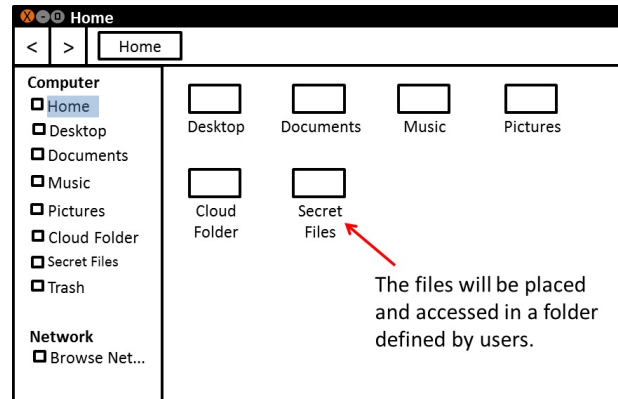 X - O Home
< > Home
Computer
Home
Desktop
Documents
Music
Pictures
Cloud Folder
Secret Files
Trash
Network
Browse Net...
Desktop Documents Music Pictures
Cloud Folder
Secret Files
The files will be placed
and accessed in a folder
defined by users.